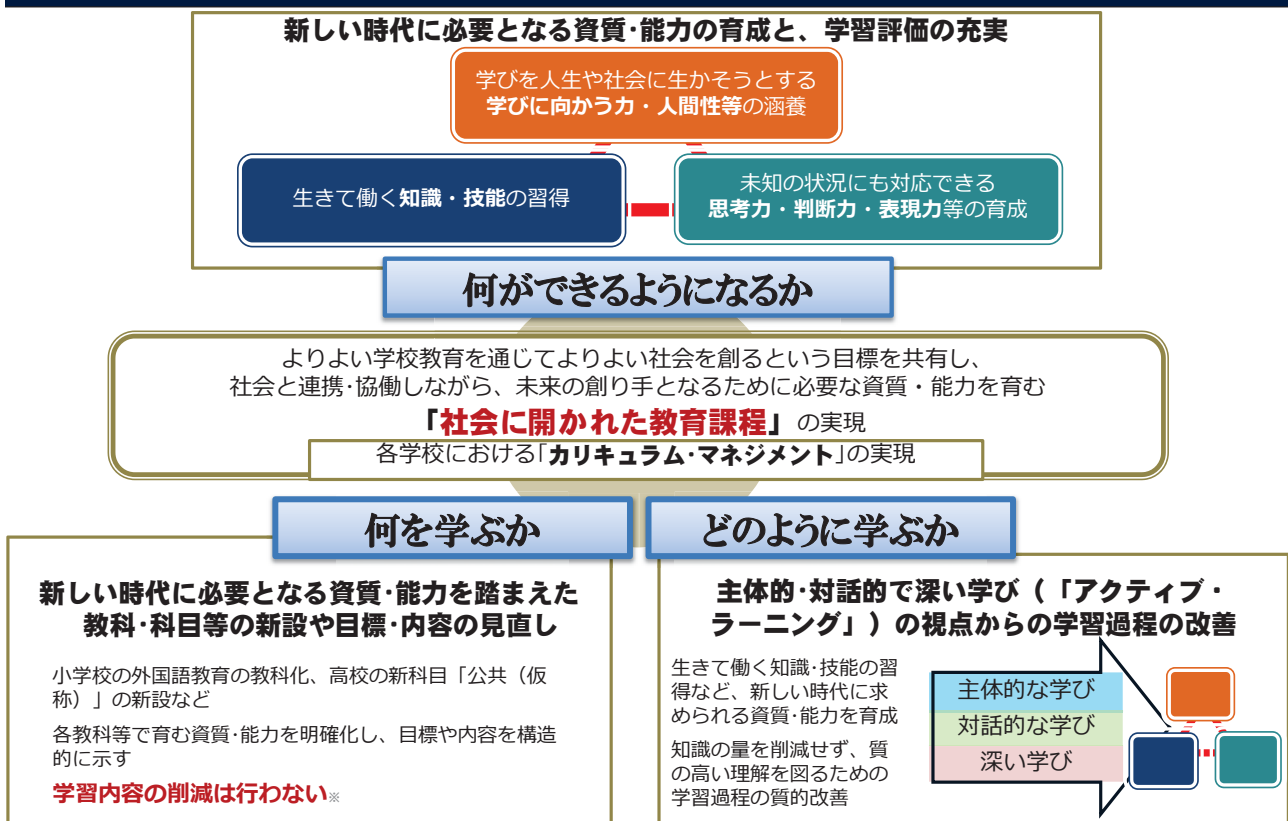 新しい時代に必要となる資質･能力の育成と、学習評価の充実
学びを人生や社会に生かそうとする
学びに向かう力・人間性等の涵養
生きて働く知識・技能の習得
未知の状況にも対応できる
思考力・判断力・表現力等の育成
何ができるようになるか
よりよい学校教育を通じてよりよい社会を創るという目標を共有し、
社会と連携･協働しながら、未来の創り手となるために必要な資質・能力を育む
「社会に開かれた教育課程」の実現
各学校における｢カリキュラム･マネジメント｣の実現
何を学ぶか
新しい時代に必要となる資質･能力を踏まえた
教科･科目等の新設や目標･内容の見直し
小学校の外国語教育の教科化、高校の新科目「公共（仮
称）」の新設など
各教科等で育む資質･能力を明確化し、目標や内容を構造
的に示す
学習内容の削減は行わない※
どのように学ぶか
主体的･対話的で深い学び（「アクティブ・
ラーニング」）の視点からの学習過程の改善
生きて働く知識･技能の習
得など、新しい時代に求
められる資質･能力を育成
知識の量を削減せず、質
の高い理解を図るための
学習過程の質的改善
主体的な学び
対話的な学び
深い学び